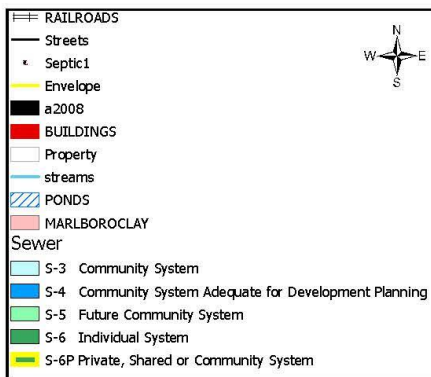 RAILROADS
Streets
Septic1
Envelope
a2008
BUILDINGS
Property
streams
PONDS
MARLBOROCLAY
Sewer
S-3 Community System
S-4 Community System Adequate for Development Planning
S-5 Future Community System
S-6 Individual System
S-6P Private, Shared or Community System
N
W E
S